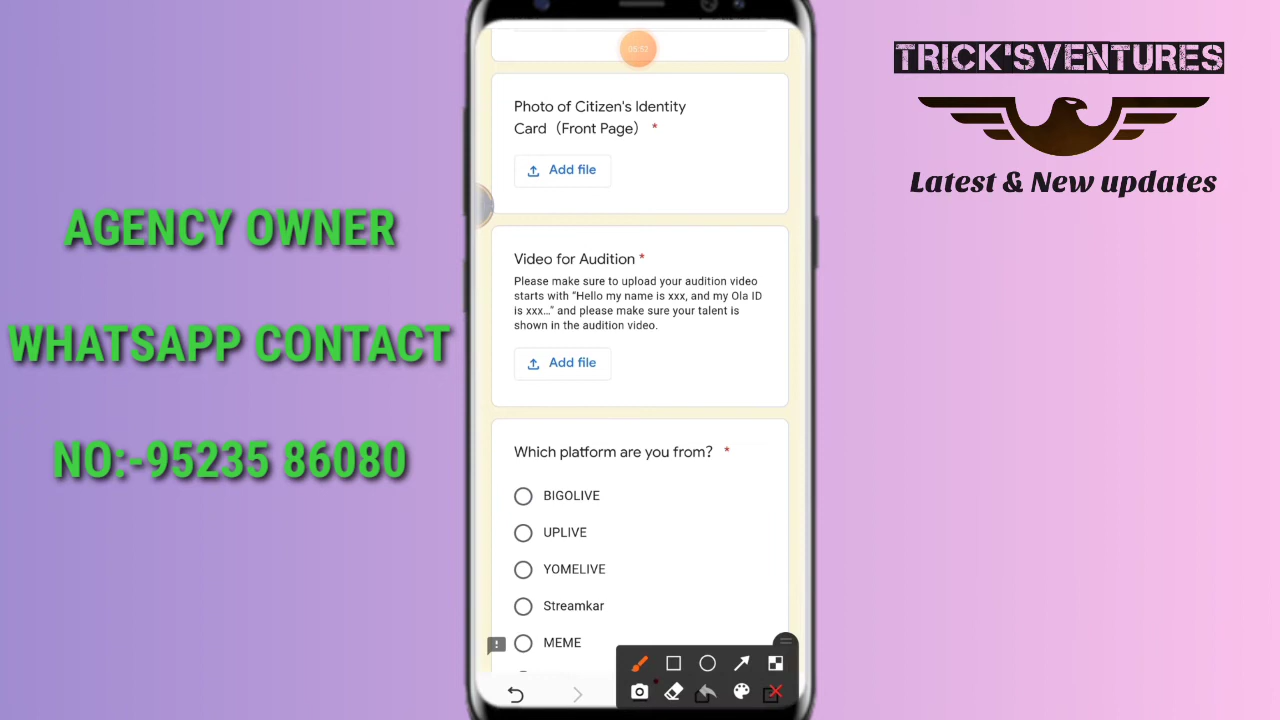 AGENCY OWNER
WHATSAPP CONTACT
NO:-95235 86080
Photo of Citizen's Identity
Card（Front Page） *
Add file
Video for Audition *
Please make sure to upload your audition video
starts with “Hello my name is xxx, and my Ola ID
is xxx…” and please make sure your talent is
shown in the audition video.
Add file
Which platform are you from? *
BIGOLIVE
UPLIVE
YOMELIVE
Streamkar
MEME
TRICK'SVENTURES
Latest & New updates